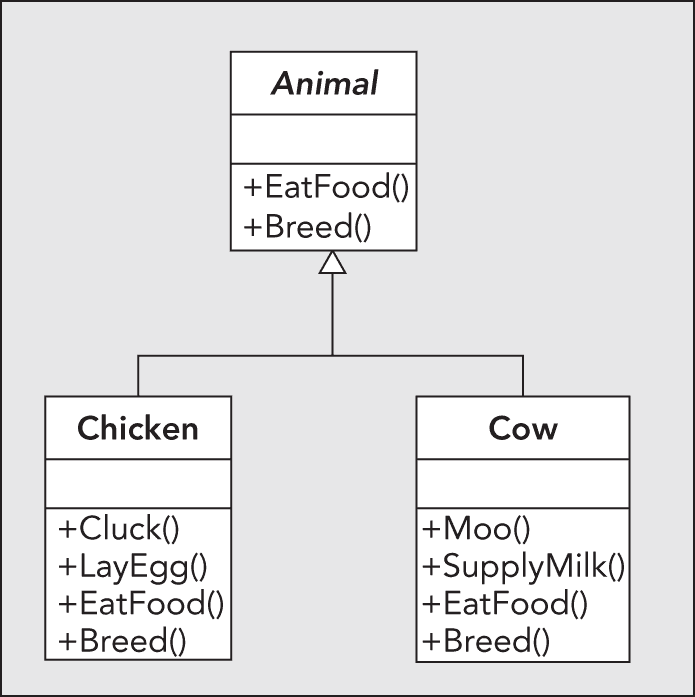 Animal
+EatFood()
+Breed()
Chicken
+Cluck()
+LayEgg()
+EatFood()
+Breed()
Cow
+Moo()
+SupplyMilk()
+EatFood()
+Breed()